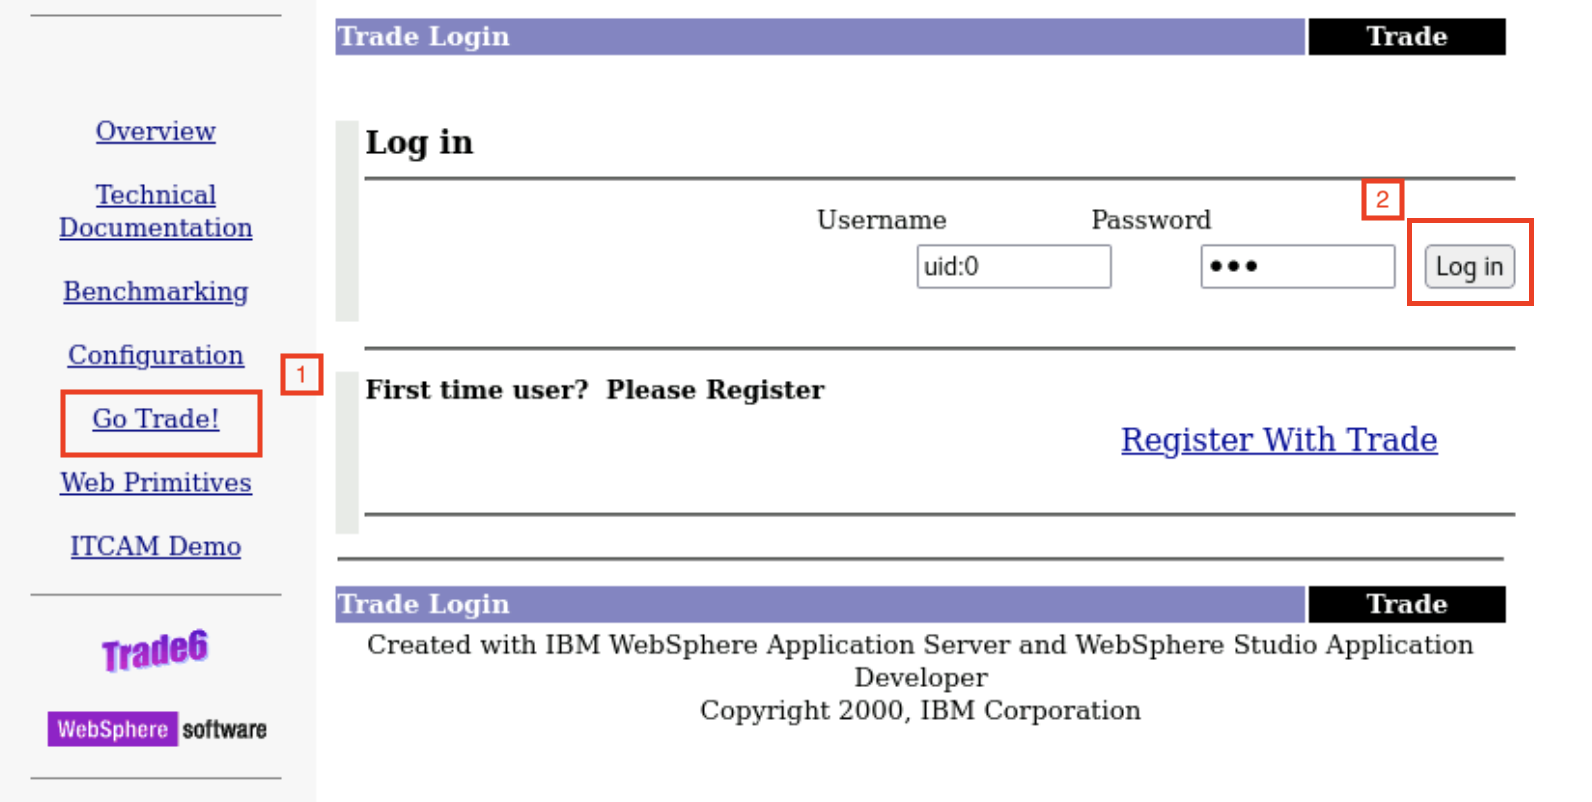 Overview
Technical
Documentation
Benchmarking
Configuration
1
Go Trade!
Web Primitives
ITCAM Demo
Trade6
WebSphere software
Trade Login Trade
Log in
Username Password 2
uid:0 ●●● Log in
First time user? Please Register
Register With Trade
Trade Login Trade
Created with IBM WebSphere Application Server and WebSphere Studio Application
Developer
Copyright 2000, IBM Corporation